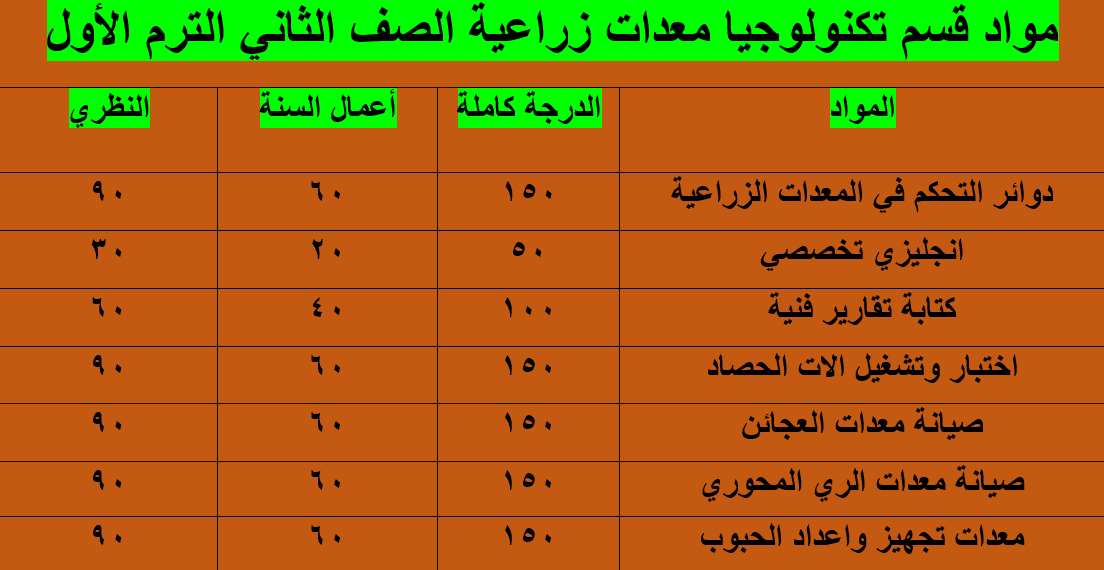 مواد قسم تكنولوجيا معدات زراعية الصف الثاني الترم الأول
المواد الدرجة كاملة أعمال السنة النظري
دوائر التحكم في المعدات الزراعية ١٥٠ ٦٠ ٩٠
انجليزي تخصصي ٥٠ ٢٠ ٣٠
كتابة تقارير فنية ١٠٠ ٤٠ ٦٠
اختبار وتشغيل الات الحصاد ١٥٠ ٦٠ ٩٠
صيانة معدات العجائن ١٥٠ ٦٠ ٩٠
صيانة معدات الري المحوري ١٥٠ ٦٠ ٩٠
معدات تجهيز واعداد الحبوب ١٥٠ ٦٠ ٩٠